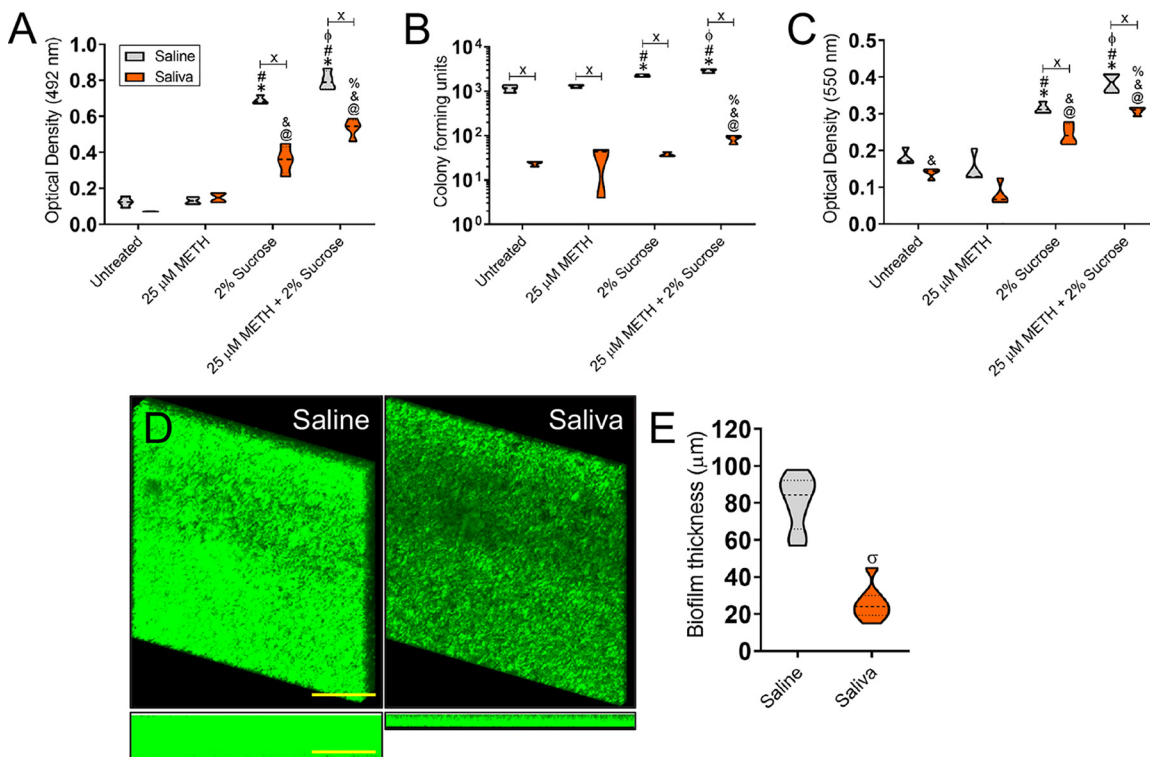 A
Optical Density (492 nm)
1.0
0.8
0.6
0.4
0.2
0.0
Saline
Saliva
#
*
x
&
@
ϕ
#
*
x
%
&
@
Untreated
25 µM METH
2% Sucrose
25 µM METH + 2% Sucrose
B
Colony forming units
10⁴
10³
10²
10¹
10⁰
x
x
#
*
x
ϕ
#
*
x
%
&
@
Untreated
25 µM METH
2% Sucrose
25 µM METH + 2% Sucrose
C
Optical Density (550 nm)
0.5
0.4
0.3
0.2
0.1
0.0
&
#
*
x
&
@
ϕ
#
*
x
%
&
@
Untreated
25 µM METH
2% Sucrose
25 µM METH + 2% Sucrose
D
Saline
Saliva
E
Biofilm thickness (µm)
120
100
80
60
40
20
0
σ
Saline
Saliva